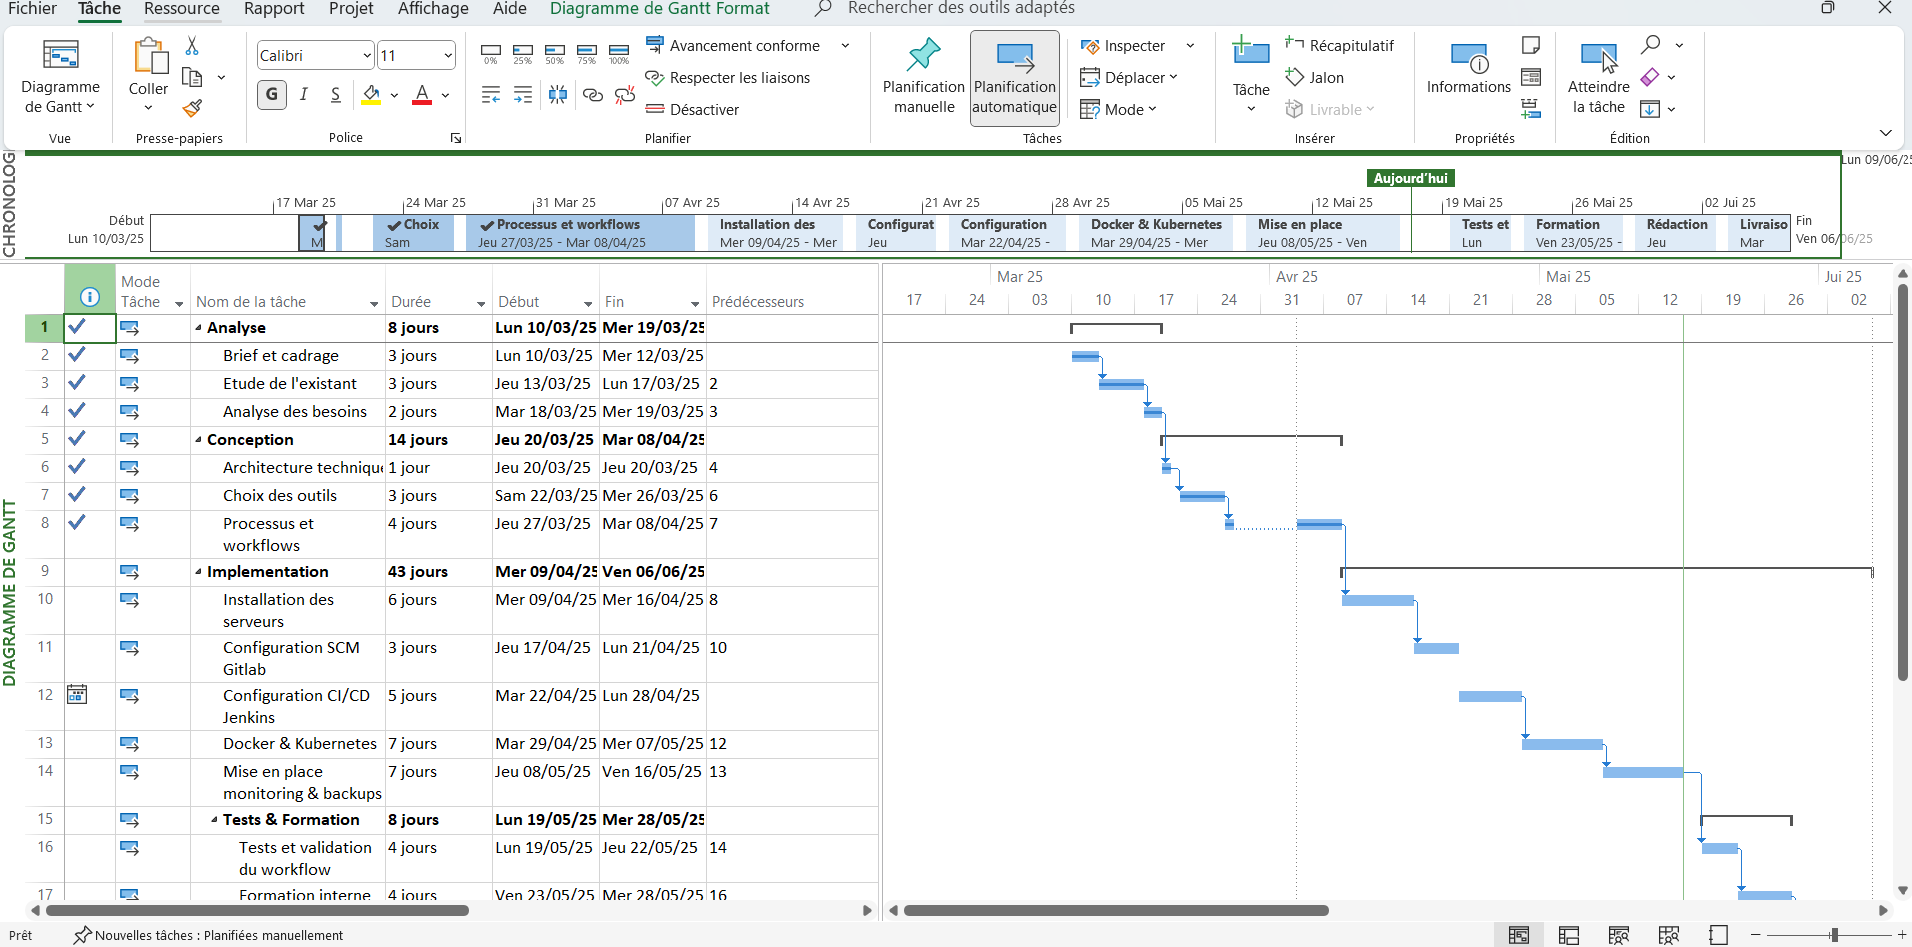 Fichier Tâche Ressource Rapport Projet Affichage Aide Diagramme de Gantt Format Rechercher des outils adaptés
Diagramme de Gantt
Vue
Coller
Presse-papiers
Calibri 11
G I S A
Police
0% 25% 50% 75% 100%
Avancement conforme
Respecter les liaisons
Désactiver
Planifier
Planification manuelle
Planification automatique
Inspecter
Déplacer
Mode
Tâches
Tâche
Récapitulatif
Jalon
Livrable
Insérer
Informations
Propriétés
Atteindre la tâche
Édition
Lun 09/06/25
Aujourd'hui
17 Mar 25 24 Mar 25 31 Mar 25 07 Avr 25 14 Avr 25 21 Avr 25 28 Avr 25 05 Mai 25 12 Mai 25 19 Mai 25 26 Mai 25 02 Jui 25
Début
Lun 10/03/25
M
Choix
Sam
Processus et workflows
Jeu 27/03/25 - Mar 08/04/25
Installation des
Mer 09/04/25 - Mer
Configurat
Jeu
Configuration
Mar 22/04/25 -
Docker & Kubernetes
Mar 29/04/25 - Mer
Mise en place
Jeu 08/05/25 - Ven
Tests et
Lun
Formation
Ven 23/05/25 -
Rédaction
Jeu
Livraiso
Mar
Fin
Ven 06/06/25
CHRONOLOG
DIAGRAMME DE GANTT
Mode Tâche Nom de la tâche Durée Début Fin Prédécesseurs
Mar 25 Avr 25 Mai 25 Jui 25
17 24 03 10 17 24 31 07 14 21 28 05 12 19 26 02
1 Analyse 8 jours Lun 10/03/25 Mer 19/03/25
2 Brief et cadrage 3 jours Lun 10/03/25 Mer 12/03/25
3 Etude de l'existant 3 jours Jeu 13/03/25 Lun 17/03/25 2
4 Analyse des besoins 2 jours Mar 18/03/25 Mer 19/03/25 3
5 Conception 14 jours Jeu 20/03/25 Mar 08/04/25
6 Architecture technique 1 jour Jeu 20/03/25 Jeu 20/03/25 4
7 Choix des outils 3 jours Sam 22/03/25 Mer 26/03/25 6
8 Processus et workflows 4 jours Jeu 27/03/25 Mar 08/04/25 7
9 Implementation 43 jours Mer 09/04/25 Ven 06/06/25
10 Installation des serveurs 6 jours Mer 09/04/25 Mer 16/04/25 8
11 Configuration SCM Gitlab 3 jours Jeu 17/04/25 Lun 21/04/25 10
12 Configuration CI/CD Jenkins 5 jours Mar 22/04/25 Lun 28/04/25
13 Docker & Kubernetes 7 jours Mar 29/04/25 Mer 07/05/25 12
14 Mise en place monitoring & backups 7 jours Jeu 08/05/25 Ven 16/05/25 13
15 Tests & Formation 8 jours Lun 19/05/25 Mer 28/05/25
16 Tests et validation du workflow 4 jours Lun 19/05/25 Jeu 22/05/25 14
17 Formation interne 4 jours Ven 23/05/25 Mer 28/05/25 16
Prêt Nouvelles tâches : Planifiées manuellement